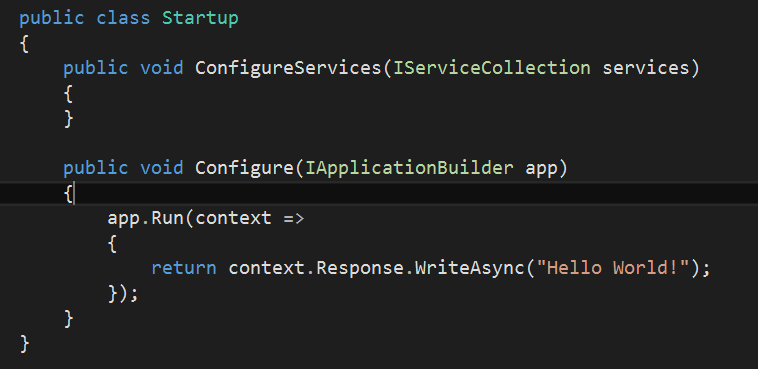 public class Startup
{
    public void ConfigureServices(IServiceCollection services)
    {
    }

    public void Configure(IApplicationBuilder app)
    {
        app.Run(context =>
        {
            return context.Response.WriteAsync("Hello World!");
        });
    }
}